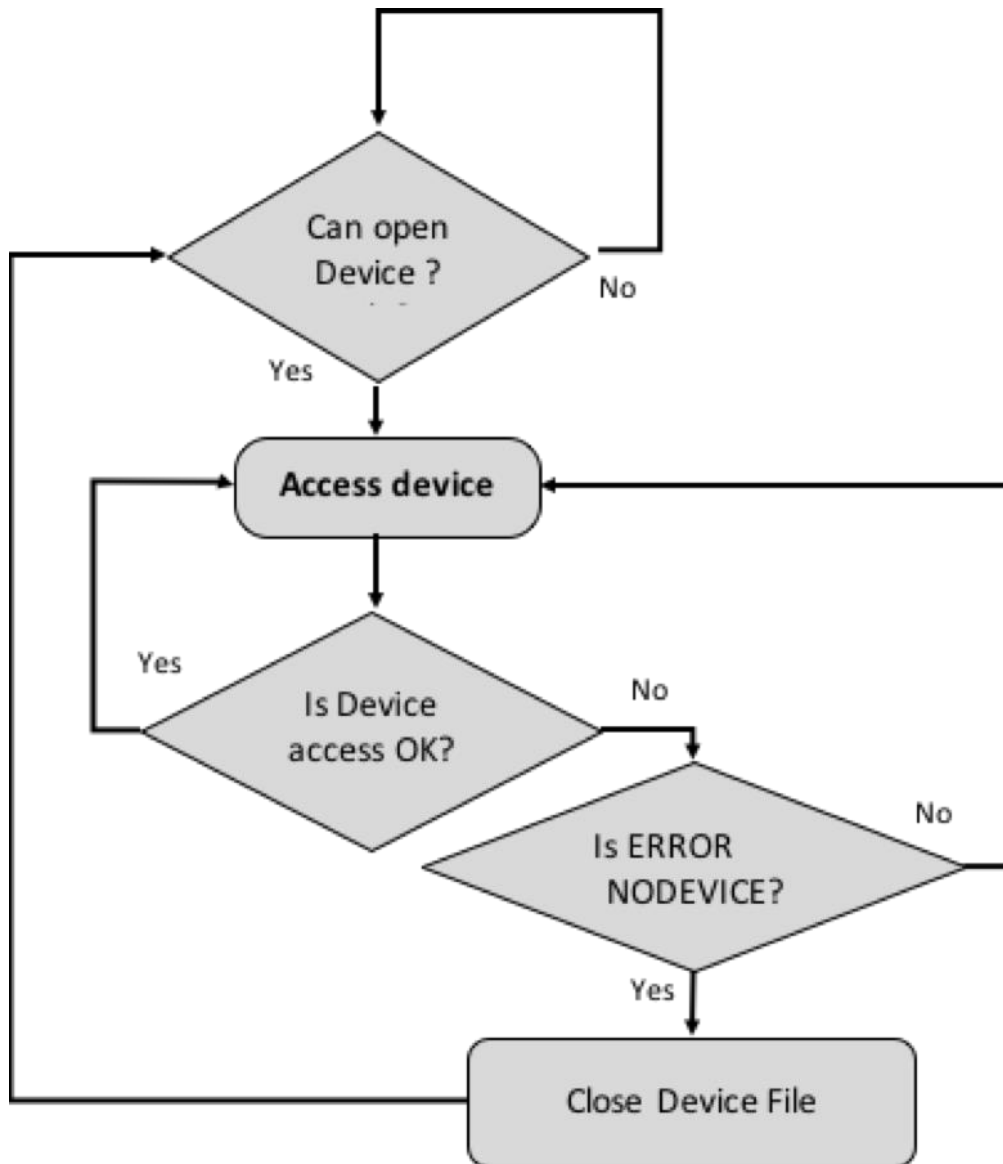 Can open
Device ?
No
Yes
Access device
Yes
No
Is Device
access OK?
No
Is ERROR
NODEVICE?
Yes
Close Device File